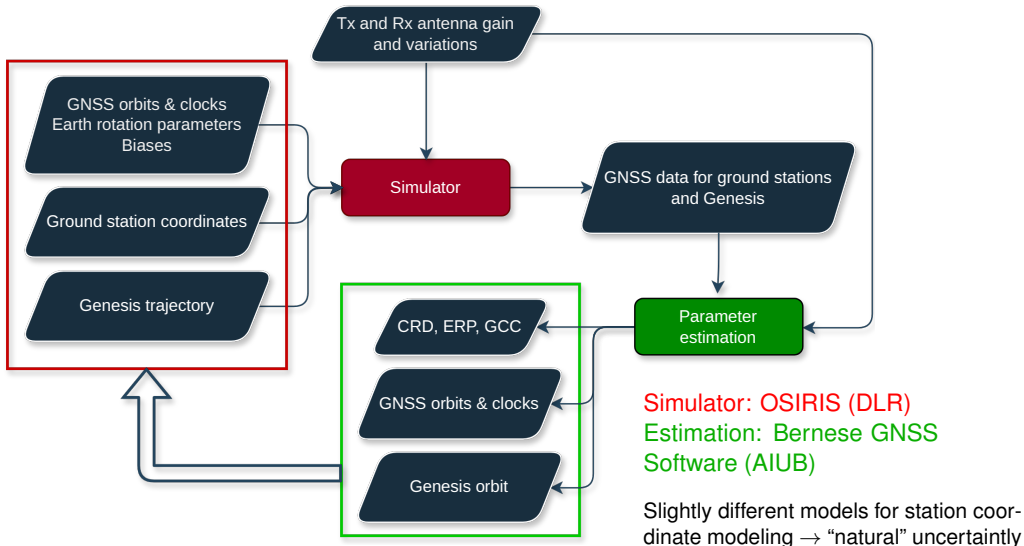 Tx and Rx antenna gain
and variations
GNSS orbits & clocks
Earth rotation parameters
Biases
Ground station coordinates
Genesis trajectory
Simulator
GNSS data for ground stations
and Genesis
Parameter
estimation
CRD, ERP, GCC
GNSS orbits & clocks
Genesis orbit
Simulator: OSIRIS (DLR)
Estimation: Bernese GNSS
Software (AIUB)
Slightly different models for station coor-
dinate modeling → “natural” uncertaintly